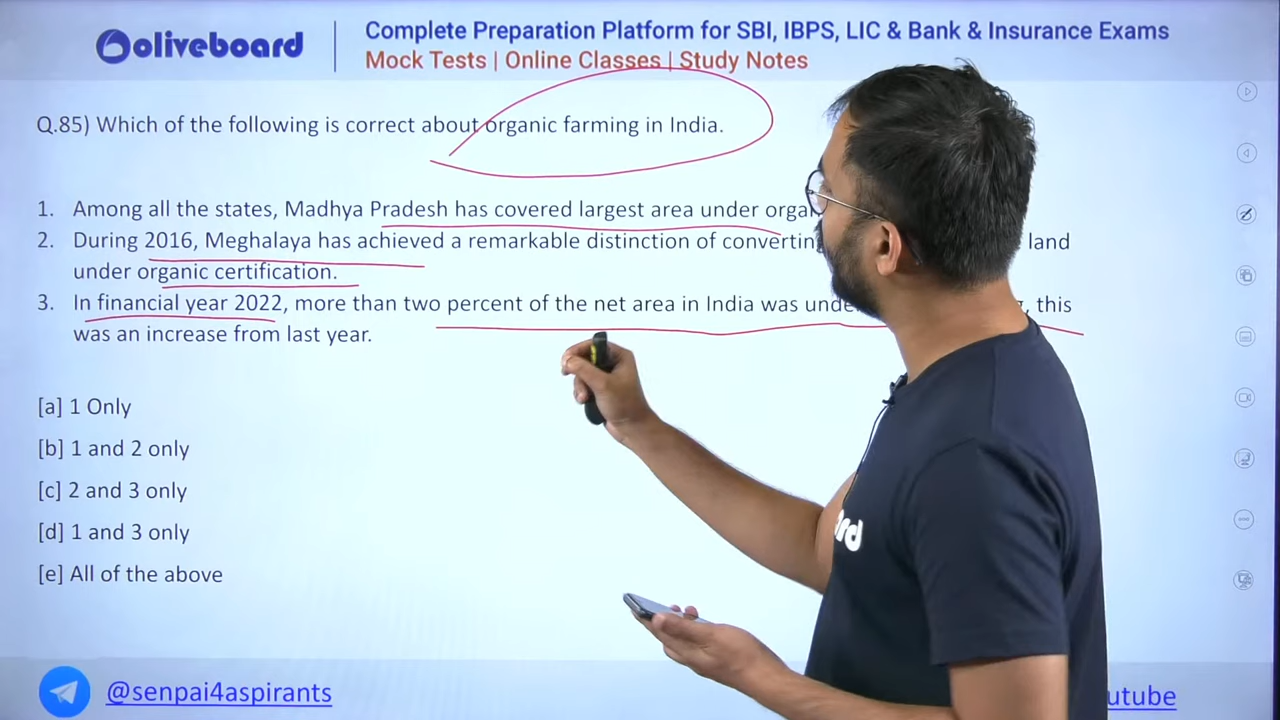 oliveboard
Complete Preparation Platform for SBI, IBPS, LIC & Bank & Insurance Exams
Mock Tests | Online Classes | Study Notes
Q.85) Which of the following is correct about organic farming in India.
1. Among all the states, Madhya Pradesh has covered largest area under
2. During 2016, Meghalaya has achieved a remarkable distinction of land
under organic certification.
3. In financial year 2022, more than two percent of the net area in India was , this
was an increase from last year.
[a] 1 Only
[b] 1 and 2 only
[c] 2 and 3 only
[d] 1 and 3 only
[e] All of the above
@senpai4aspirants